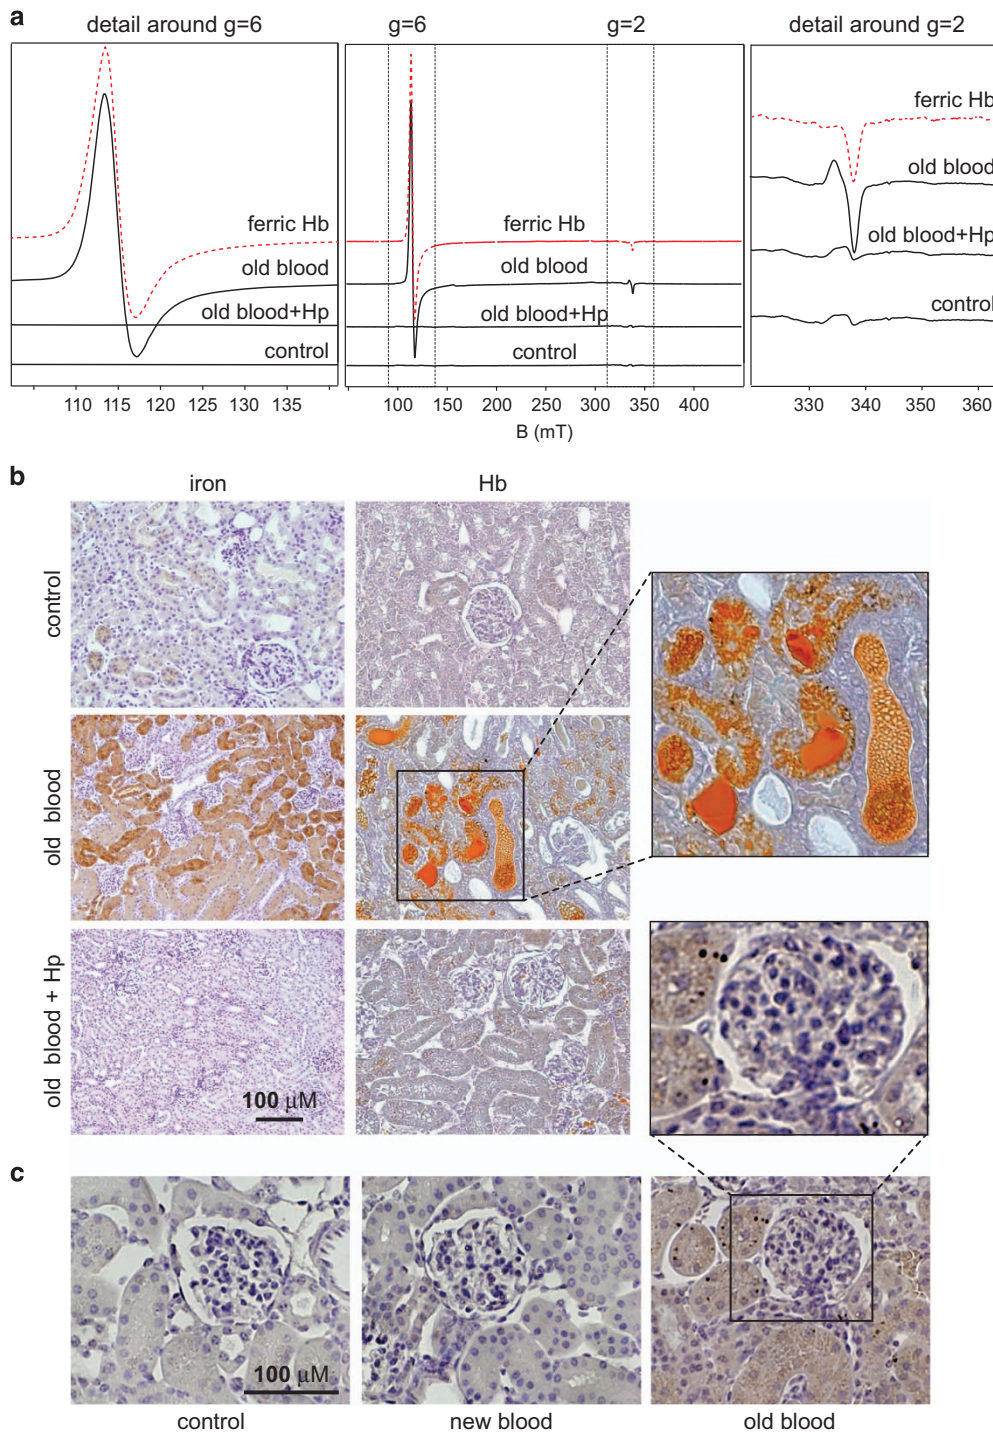 a
detail around g=6
g=6
g=2
detail around g=2
ferric Hb
old blood
old blood+Hp
control
ferric Hb
old blood
old blood+Hp
control
ferric Hb
old blood
old blood+Hp
control
110 115 120 125 130 135
100 150 200 250 300 350 400
330 340 350 360
B (mT)
b
iron
Hb
control
old blood
old blood + Hp
100 μM
c
100 μM
control
new blood
old blood